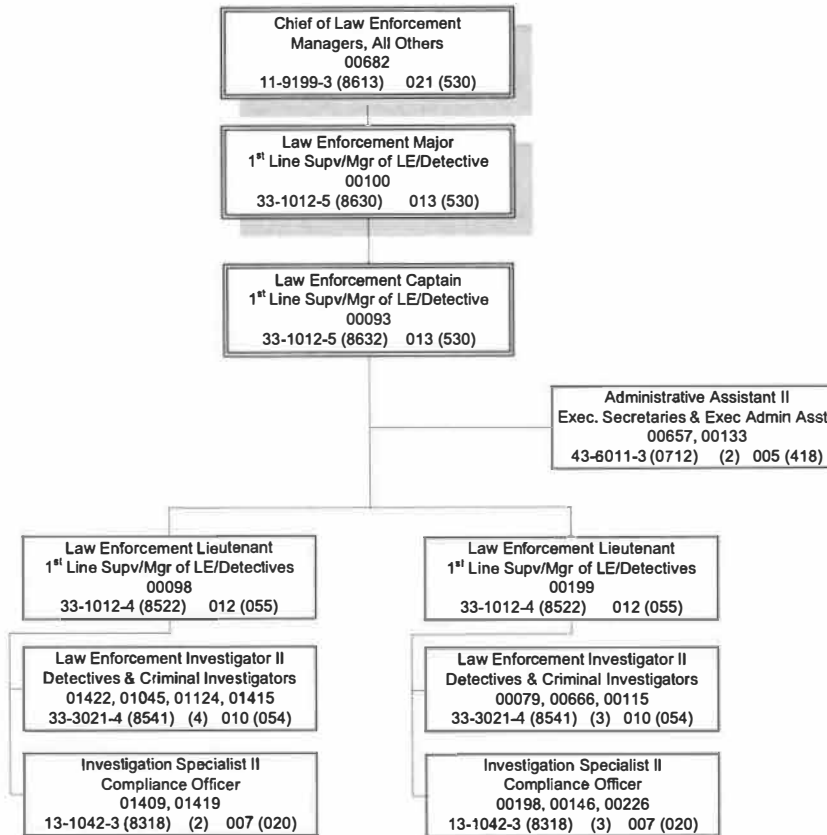 Chief of Law Enforcement
Managers, All Others
00682
11-9199-3 (8613) 021 (530)
Law Enforcement Major
1st Line Supv/Mgr of LE/Detective
00100
33-1012-5 (8630) 013 (530)
Law Enforcement Captain
1st Line Supv/Mgr of LE/Detective
00093
33-1012-5 (8632) 013 (530)
Administrative Assistant II
Exec. Secretaries & Exec Admin Asst
00657, 00133
43-6011-3 (0712) (2) 005 (418)
Law Enforcement Lieutenant
1st Line Supv/Mgr of LE/Detectives
00098
33-1012-4 (8522) 012 (055)
Law Enforcement Investigator II
Detectives & Criminal Investigators
01422, 01045, 01124, 01415
33-3021-4 (8541) (4) 010 (054)
Investigation Specialist II
Compliance Officer
01409, 01419
13-1042-3 (8318) (2) 007 (020)
Law Enforcement Lieutenant
1st Line Supv/Mgr of LE/Detectives
00199
33-1012-4 (8522) 012 (055)
Law Enforcement Investigator II
Detectives & Criminal Investigators
00079, 00666, 00115
33-3021-4 (8541) (3) 010 (054)
Investigation Specialist II
Compliance Officer
00198, 00146, 00226
13-1042-3 (8318) (3) 007 (020)